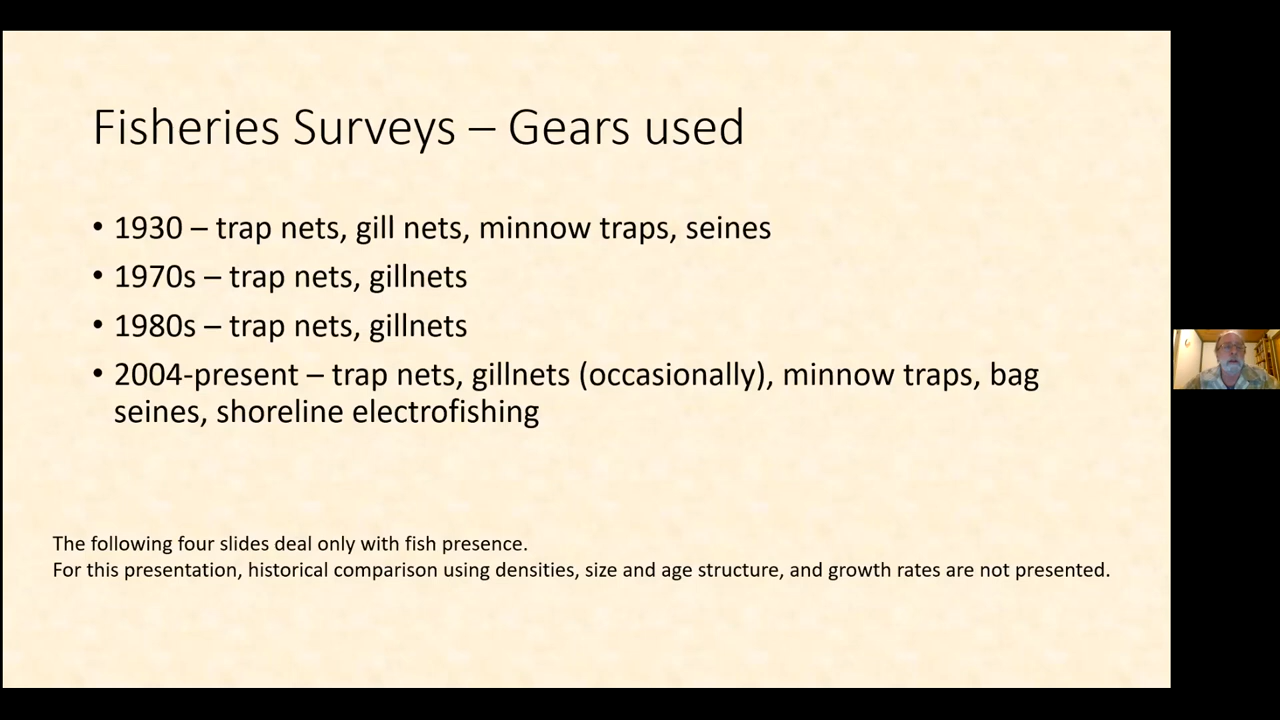 Fisheries Surveys – Gears used
• 1930 – trap nets, gill nets, minnow traps, seines
• 1970s – trap nets, gillnets
• 1980s – trap nets, gillnets
• 2004-present – trap nets, gillnets (occasionally), minnow traps, bag
seines, shoreline electrofishing
The following four slides deal only with fish presence.
For this presentation, historical comparison using densities, size and age structure, and growth rates are not presented.